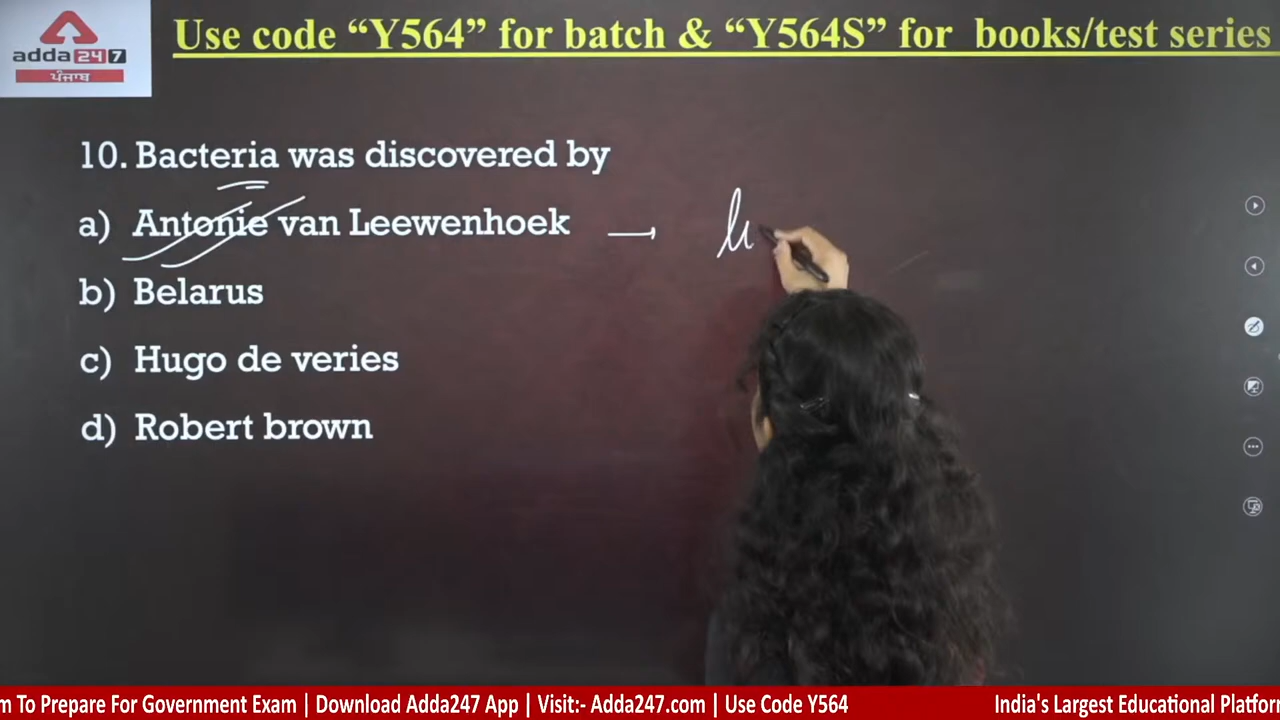 adda247
ਪੰਜਾਬ
Use code “Y564” for batch & “Y564S” for books/test series
10. Bacteria was discovered by
a) Antonie van Leewenhoek
b) Belarus
c) Hugo de veries
d) Robert brown
m To Prepare For Government Exam | Download Adda247 App | Visit:- Adda247.com | Use Code Y564 India's Largest Educational Platfor